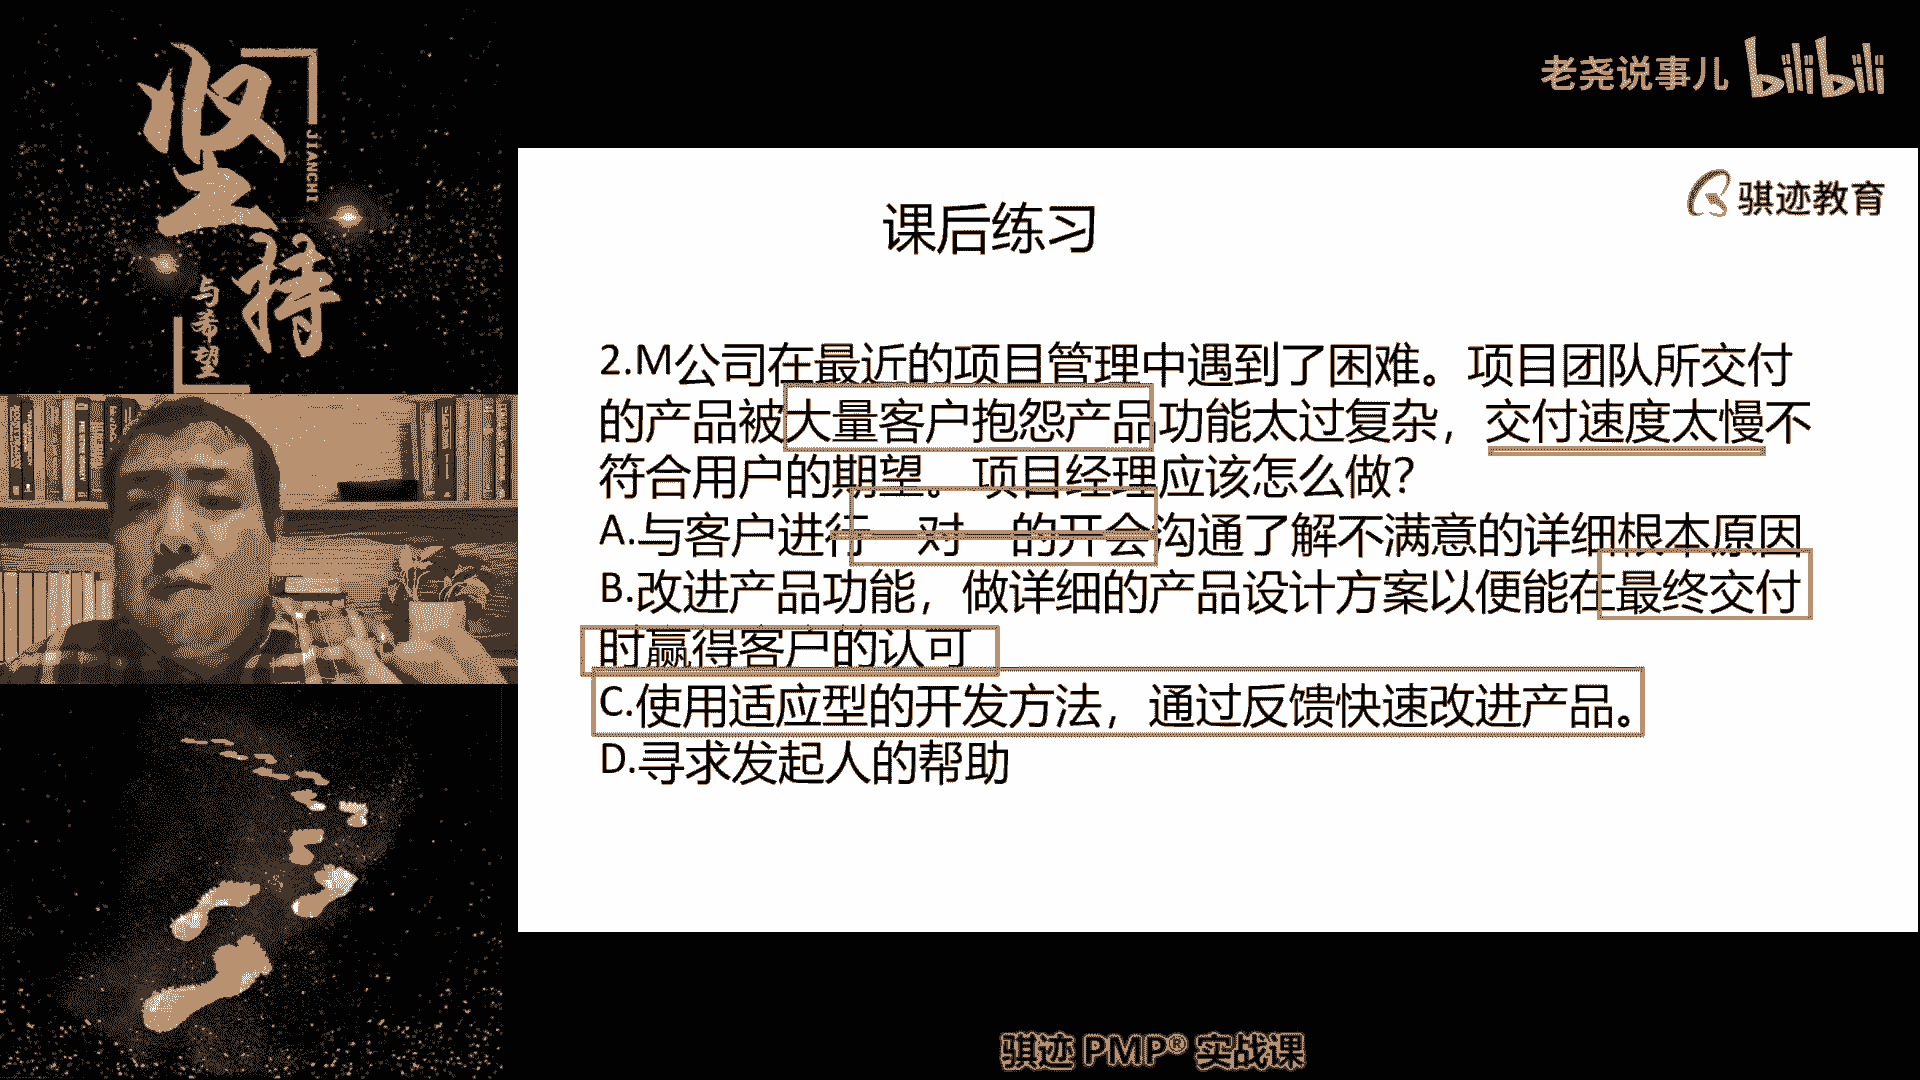 坚持
JIANCHI
与希望
老尧说事儿 bilibili
骐迹教育
课后练习
2.M公司在最近的项目管理中遇到了困难。项目团队所交付
的产品被大量客户抱怨产品功能太过复杂，交付速度太慢不
符合用户的期望。项目经理应该怎么做？
A.与客户进行一对一的开会沟通了解不满意的详细根本原因
B.改进产品功能，做详细的产品设计方案以便能在最终交付
时赢得客户的认可
C.使用适应型的开发方法，通过反馈快速改进产品。
D.寻求发起人的帮助
骐迹 PMP® 实战课